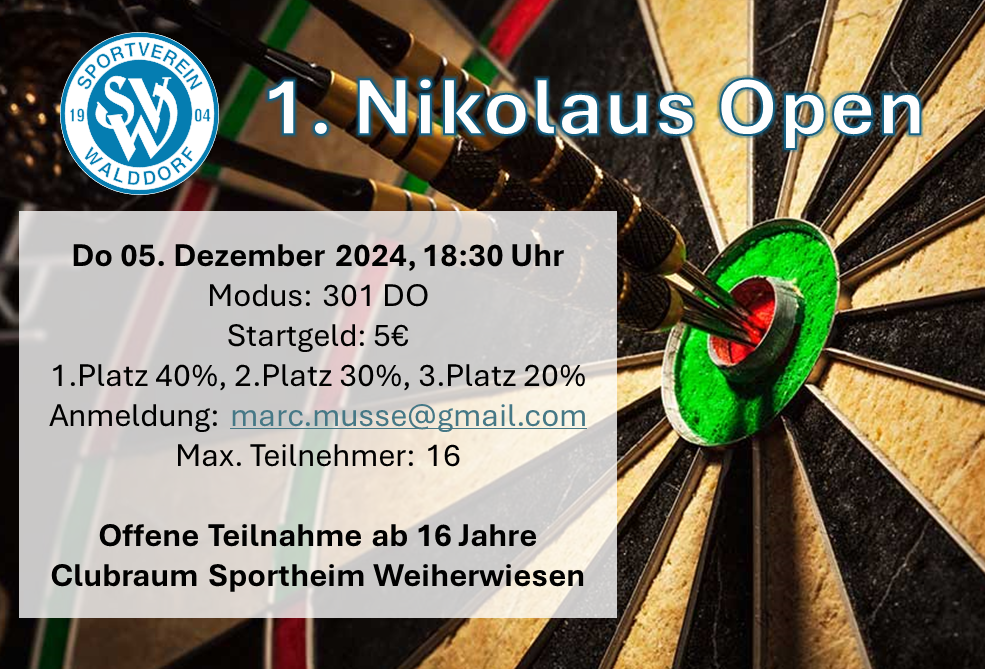 SPORTVEREIN
SVW
19 04
WALDDORF
1. Nikolaus Open
Do 05. Dezember 2024, 18:30 Uhr
Modus: 301 DO
Startgeld: 5€
1.Platz 40%, 2.Platz 30%, 3.Platz 20%
Anmeldung: marc.musse@gmail.com
Max. Teilnehmer: 16
Offene Teilnahme ab 16 Jahre
Clubraum Sportheim Weiherwiesen